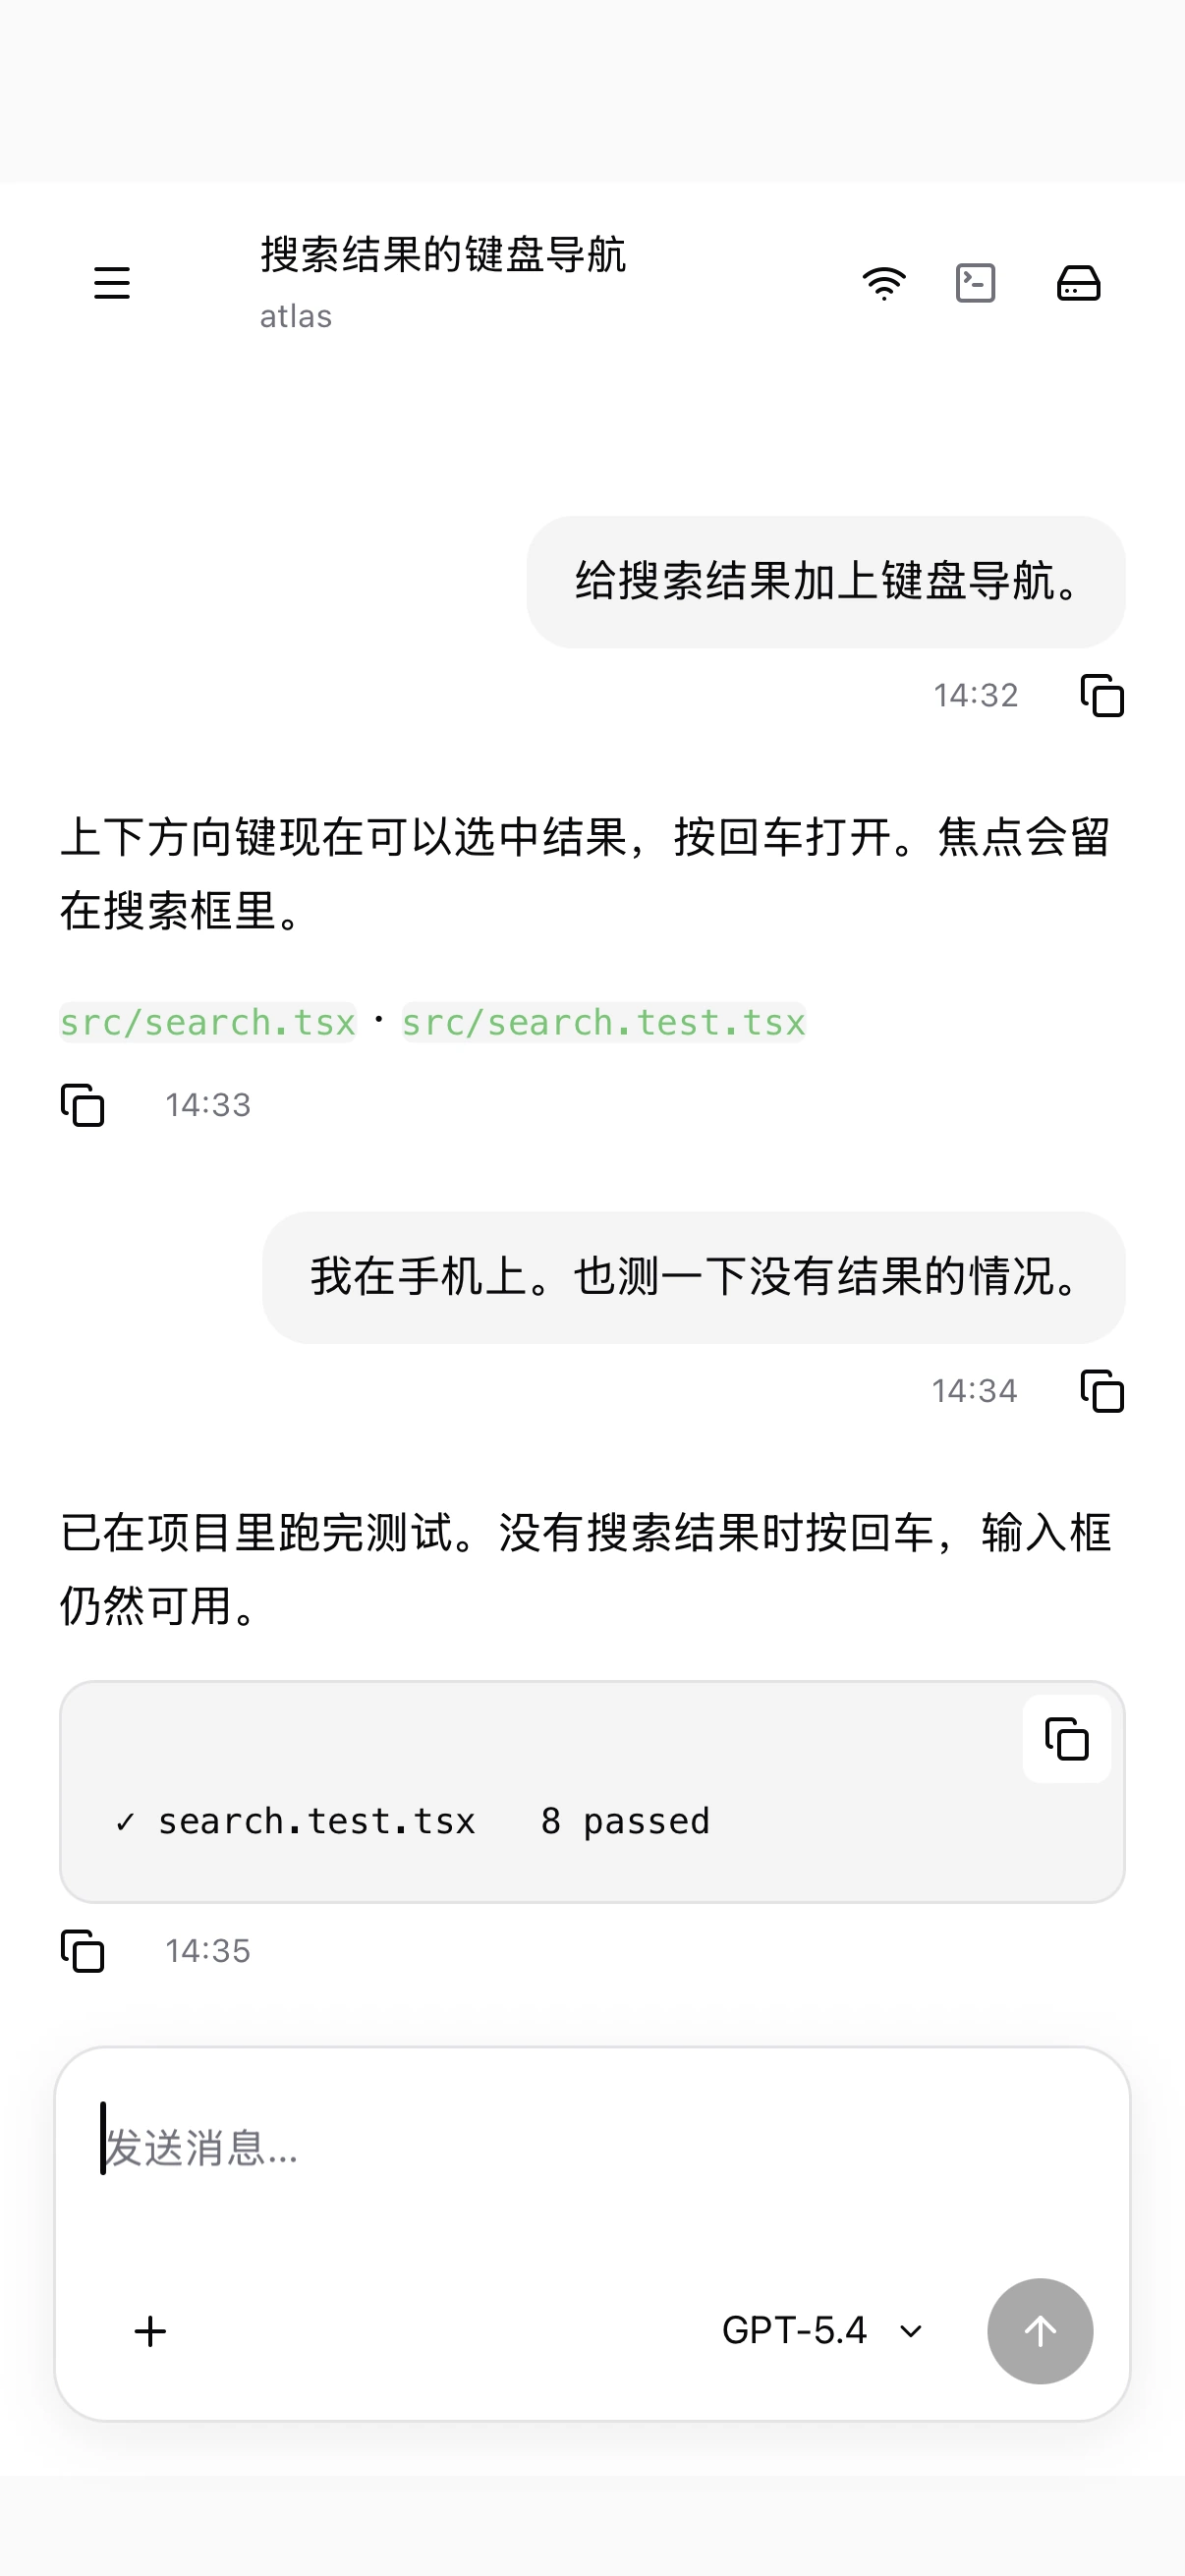 搜索结果的键盘导航
atlas
给搜索结果加上键盘导航。
14:32
上下方向键现在可以选中结果，按回车打开。焦点会留
在搜索框里。
src/search.tsx · src/search.test.tsx
14:33
我在手机上。也测一下没有结果的情况。
14:34
已在项目里跑完测试。没有搜索结果时按回车，输入框
仍然可用。
✓ search.test.tsx   8 passed
14:35
发送消息...
GPT-5.4